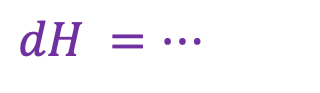 dH = ⋯